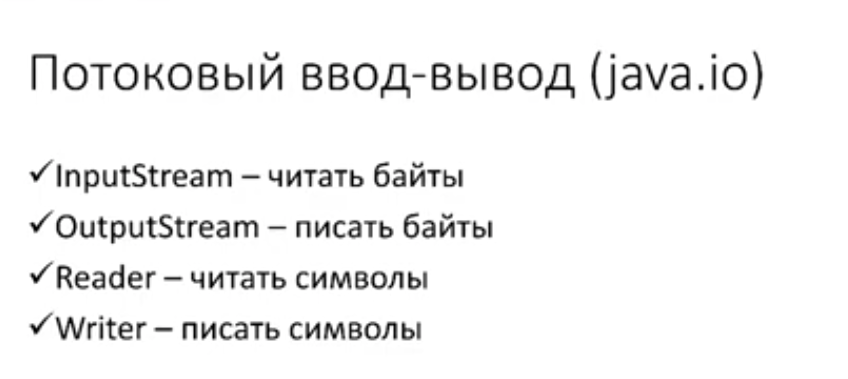 Потоковый ввод-вывод (java.io)
✓InputStream – читать байты
✓OutputStream – писать байты
✓Reader – читать символы
✓Writer – писать символы